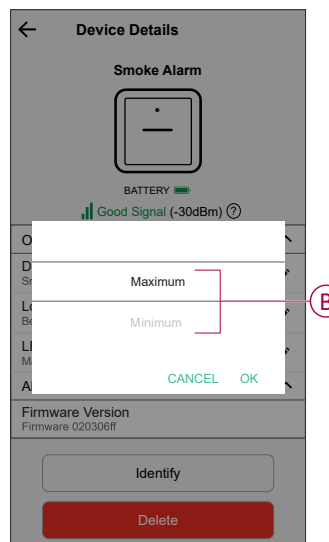 Device Details
Smoke Alarm
BATTERY
Good Signal (-30dBm) ?
Maximum
Minimum
B
CANCEL OK
Firmware Version
Firmware 020306ff
Identify
Delete